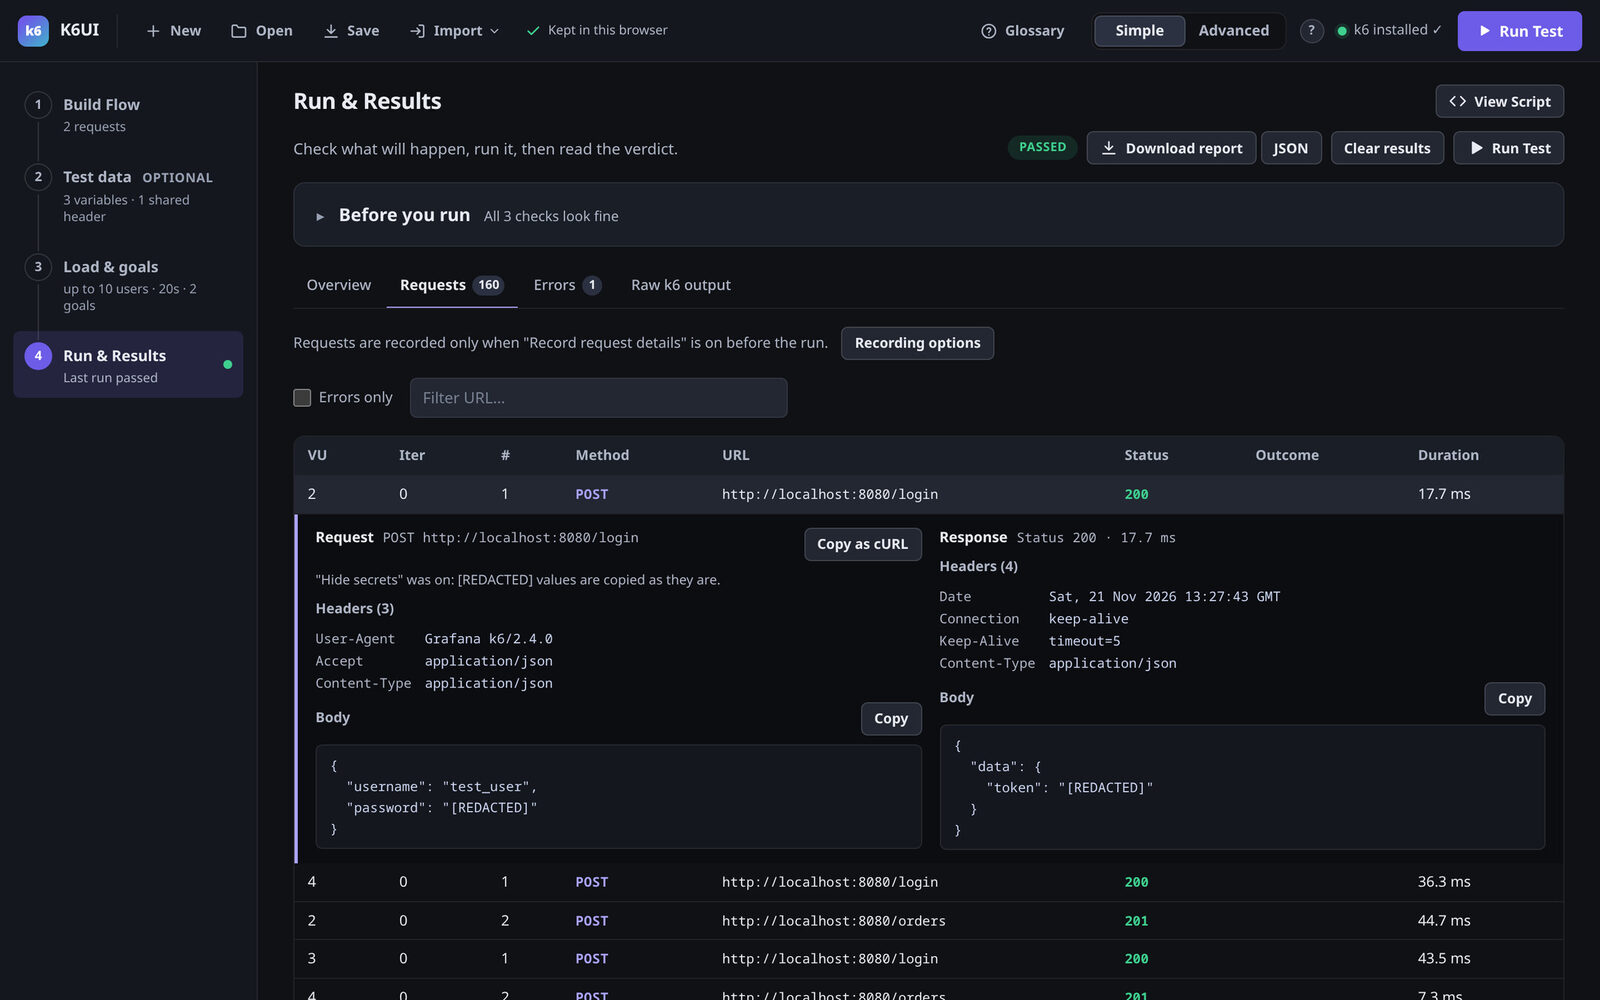 k6 K6UI
New
Open
Save
Import
Kept in this browser
Glossary
Simple
Advanced
?
k6 installed ✓
Run Test
1 Build Flow
2 requests
2 Test data OPTIONAL
3 variables · 1 shared
header
3 Load & goals
up to 10 users · 20s · 2
goals
4 Run & Results
Last run passed
Run & Results
View Script
Check what will happen, run it, then read the verdict.
PASSED
Download report
JSON
Clear results
Run Test
Before you run All 3 checks look fine
Overview
Requests 160
Errors 1
Raw k6 output
Requests are recorded only when "Record request details" is on before the run.
Recording options
Errors only
Filter URL...
VU Iter # Method URL Status Outcome Duration
2 0 1 POST http://localhost:8080/login 200 17.7 ms
Request POST http://localhost:8080/login
Copy as cURL
"Hide secrets" was on: [REDACTED] values are copied as they are.
Headers (3)
User-Agent Grafana k6/2.4.0
Accept application/json
Content-Type application/json
Body
Copy
{
"username": "test_user",
"password": "[REDACTED]"
}
Response Status 200 · 17.7 ms
Headers (4)
Date Sat, 21 Nov 2026 13:27:43 GMT
Connection keep-alive
Keep-Alive timeout=5
Content-Type application/json
Body
Copy
{
"data": {
"token": "[REDACTED]"
}
}
4 0 1 POST http://localhost:8080/login 200 36.3 ms
2 0 2 POST http://localhost:8080/orders 201 44.7 ms
3 0 1 POST http://localhost:8080/login 200 43.5 ms
4 0 2 POST http://localhost:8080/orders 201 7.3 ms